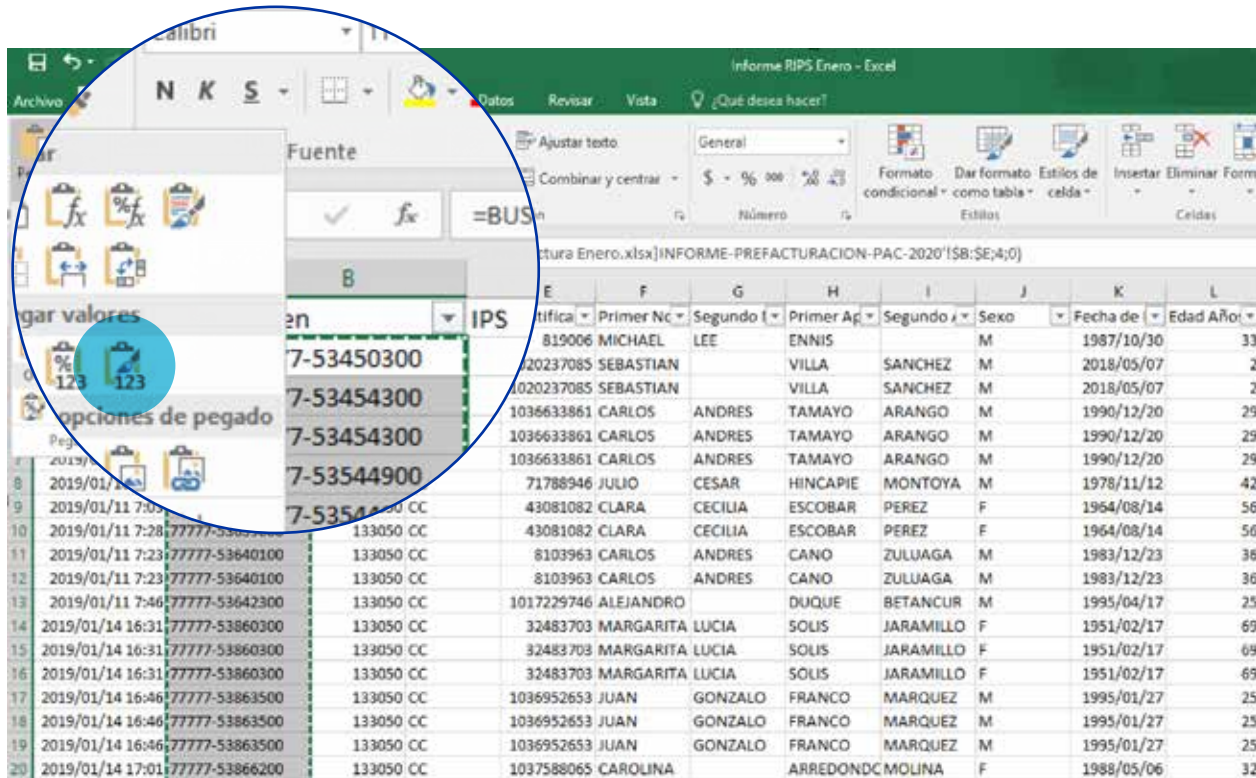 Informe RIPS Enero - Excel
Archivo
Datos Revisar Vista ¿Qué desea hacer?
N K S
Fuente
Ajustar texto
Combinar y centrar
General
$ - % 000
Número
Formato condicional
Dar formato como tabla
Estilos de celda
Estilos
Insertar Eliminar Form
Celdas
fx =BUS
tura Enero.xlsx]INFORME-PREFACTURACION-PAC-2020'!$B:$E;4;0)
gar valores
123 123
opciones de pegado
B E F G H I J K L
en IPS tifica Primer No Segundo Primer Ap Segundo Sexo Fecha de Edad Año
7-53450300 819006 MICHAEL LEE ENNIS M 1987/10/30 33
7-53454300 020237085 SEBASTIAN VILLA SANCHEZ M 2018/05/07 2
1020237085 SEBASTIAN VILLA SANCHEZ M 2018/05/07 2
7-53454300 1036633861 CARLOS ANDRES TAMAYO ARANGO M 1990/12/20 29
1036633861 CARLOS ANDRES TAMAYO ARANGO M 1990/12/20 29
7-53544900 1036633861 CARLOS ANDRES TAMAYO ARANGO M 1990/12/20 29
8 2019/01/ 71788946 JULIO CESAR HINCAPIE MONTOYA M 1978/11/12 42
9 2019/01/11 7:05 CC 43081082 CLARA CECILIA ESCOBAR PEREZ F 1964/08/14 56
10 2019/01/11 7:28 133050 CC 43081082 CLARA CECILIA ESCOBAR PEREZ F 1964/08/14 56
11 2019/01/11 7:23 77777-53640100 133050 CC 8103963 CARLOS ANDRES CANO ZULUAGA M 1983/12/23 36
12 2019/01/11 7:23 77777-53640100 133050 CC 8103963 CARLOS ANDRES CANO ZULUAGA M 1983/12/23 36
13 2019/01/11 7:46 77777-53642300 133050 CC 1017229746 ALEJANDRO DUQUE BETANCUR M 1995/04/17 25
14 2019/01/14 16:31 77777-53860300 133050 CC 32483703 MARGARITA LUCIA SOLIS JARAMILLO F 1951/02/17 69
15 2019/01/14 16:31 77777-53860300 133050 CC 32483703 MARGARITA LUCIA SOLIS JARAMILLO F 1951/02/17 69
16 2019/01/14 16:31 77777-53860300 133050 CC 32483703 MARGARITA LUCIA SOLIS JARAMILLO F 1951/02/17 69
17 2019/01/14 16:46 77777-53863500 133050 CC 1036952653 JUAN GONZALO FRANCO MARQUEZ M 1995/01/27 25
18 2019/01/14 16:46 77777-53863500 133050 CC 1036952653 JUAN GONZALO FRANCO MARQUEZ M 1995/01/27 25
19 2019/01/14 16:46 77777-53863500 133050 CC 1036952653 JUAN GONZALO FRANCO MARQUEZ M 1995/01/27 25
20 2019/01/14 17:01 77777-53866200 133050 CC 1037588065 CAROLINA ARREDONDO MOLINA F 1988/05/06 32